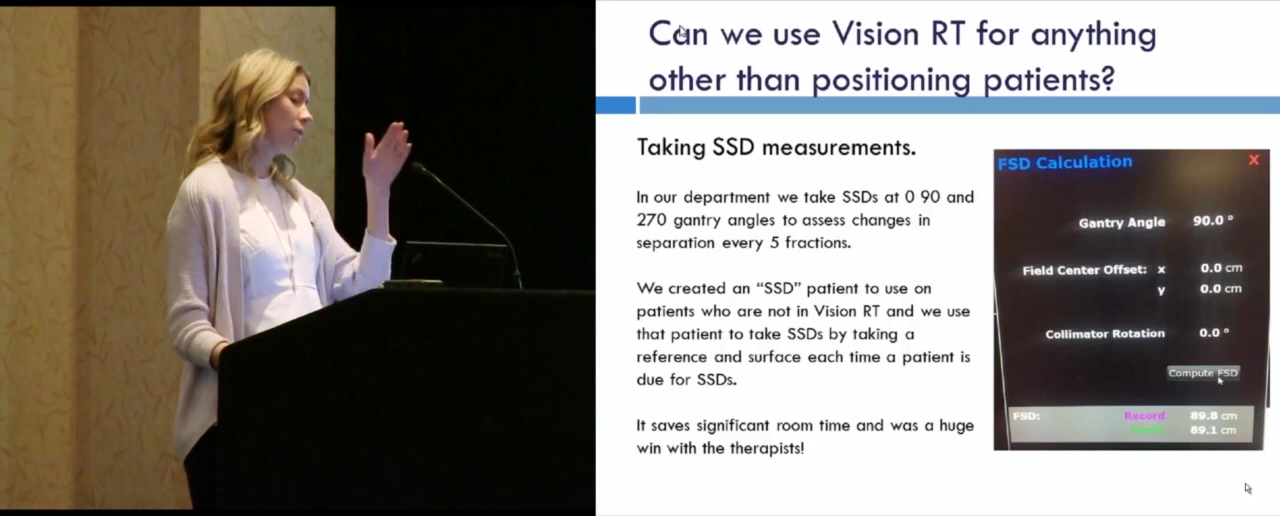 Can we use Vision RT for anything
other than positioning patients?
Taking SSD measurements.
In our department we take SSDs at 0 90 and
270 gantry angles to assess changes in
separation every 5 fractions.
We created an “SSD” patient to use on
patients who are not in Vision RT and we use
that patient to take SSDs by taking a
reference and surface each time a patient is
due for SSDs.
It saves significant room time and was a huge
win with the therapists!
FSD Calculation X
Gantry Angle 90.0 °
Field Center Offset: x 0.0 cm
y 0.0 cm
Collimator Rotation 0.0 °
Compute FSD
FSD: Record 89.8 cm
89.1 cm